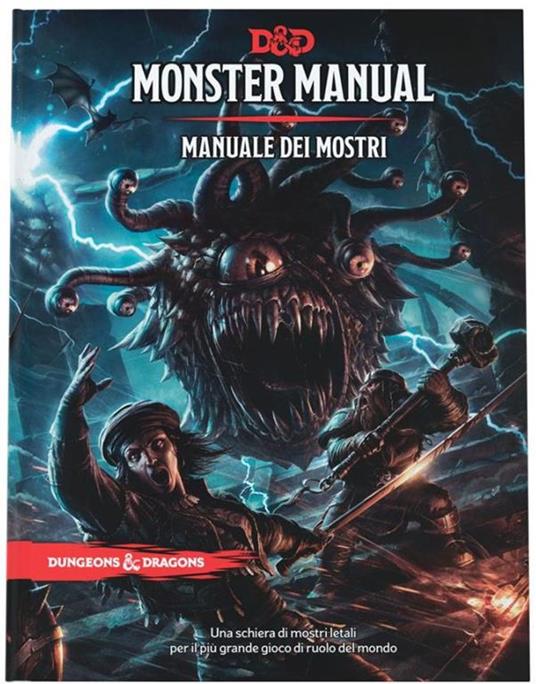 D&D
MONSTER MANUAL
MANUALE DEI MOSTRI
DUNGEONS & DRAGONS
Una schiera di mostri letali
per il più grande gioco di ruolo del mondo